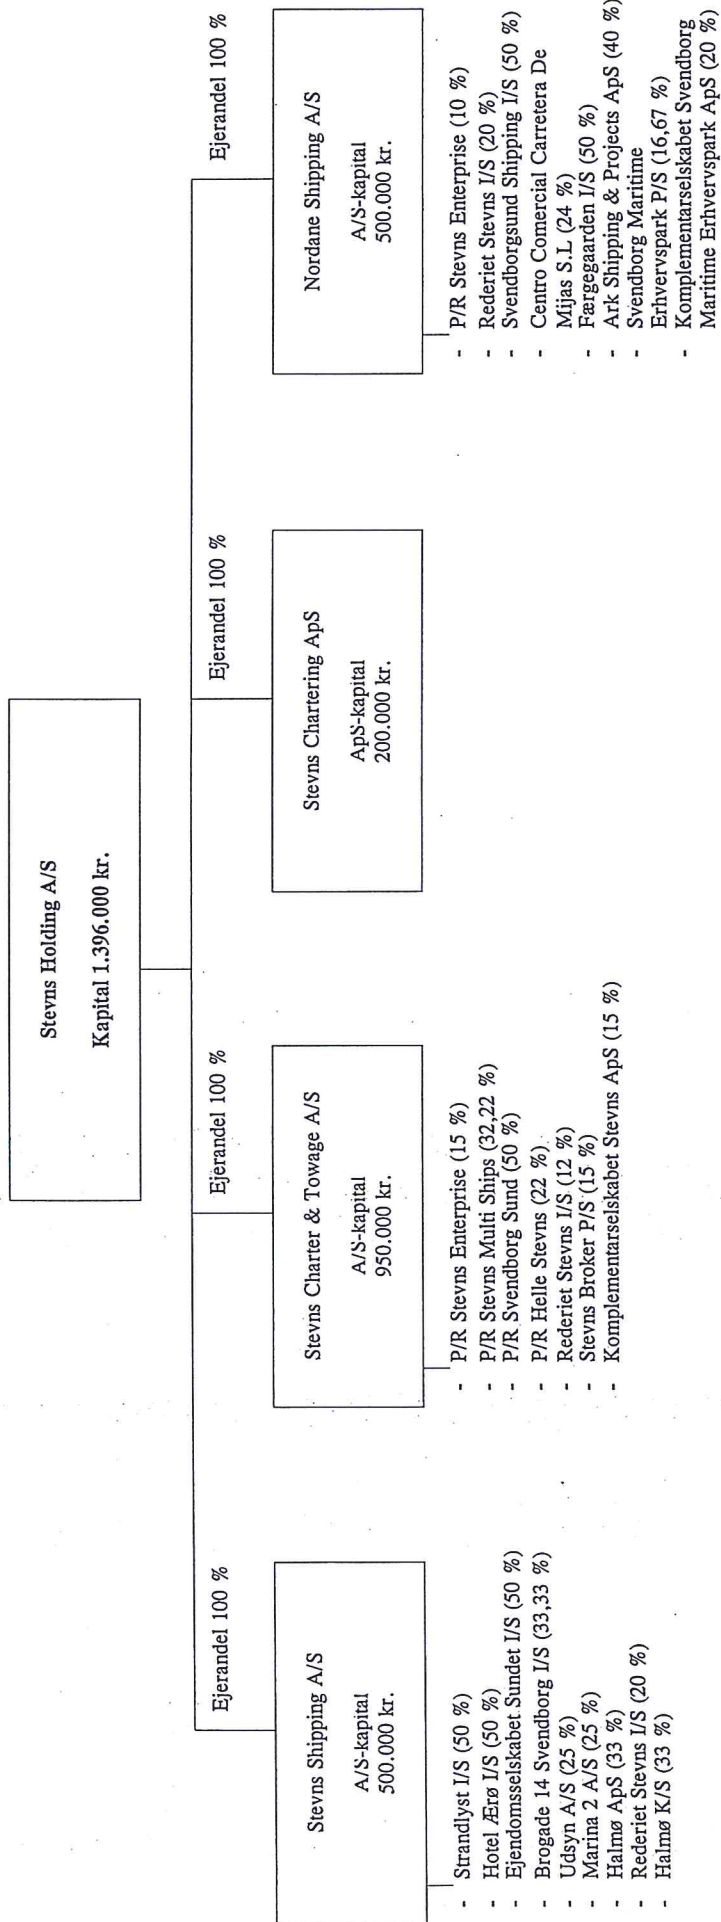 Stevns Holding A/S
Kapital 1.396.000 kr.
Ejerandel 100 %
Ejerandel 100 %
Ejerandel 100 %
Ejerandel 100 %
Stevns Shipping A/S
A/S-kapital
500.000 kr.
- Strandlyst I/S (50 %)
- Hotel Ærø I/S (50 %)
- Ejendomsselskabet Sundet I/S (50 %)
- Brogade 14 Svendborg I/S (33,33 %)
- Udsyn A/S (25 %)
- Marina 2 A/S (25 %)
- Halmø ApS (33 %)
- Rederiet Stevns I/S (20 %)
- Halmø K/S (33 %)
Stevns Charter & Towage A/S
A/S-kapital
950.000 kr.
- P/R Stevns Enterprise (15 %)
- P/R Stevns Multi Ships (32,22 %)
- P/R Svendborg Sund (50 %)
- P/R Helle Stevns (22 %)
- Rederiet Stevns I/S (12 %)
- Stevns Broker P/S (15 %)
- Komplementarselskabet Stevns ApS (15 %)
Stevns Chartering ApS
ApS-kapital
200.000 kr.
Nordane Shipping A/S
A/S-kapital
500.000 kr.
- P/R Stevns Enterprise (10 %)
- Rederiet Stevns I/S (20 %)
- Svendborgsund Shipping I/S (50 %)
- Centro Comercial Carretera De
Mijas S.L (24 %)
- Færgegaarden I/S (50 %)
- Ark Shipping & Projects ApS (40 %)
- Svendborg Maritime
Erhvervspark P/S (16,67 %)
- Komplementarselskabet Svendborg
Maritime Erhvervspark ApS (20 %)